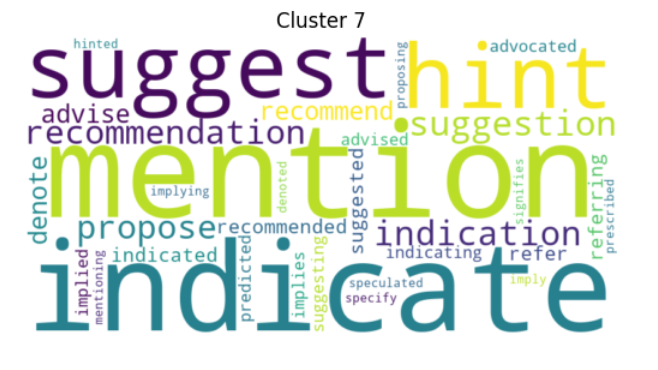 Cluster 7
hinted
suggest
hint
proposing
advocated
advise
recommend
suggestion
recommendation
advised
mention
denote
implying
denoted
suggested
signifies
referring
prescribed
propose
recommended
indication
implied
mentioning
indicated
predicted
implies
suggesting
indicating
refer
indicate
speculated
specify
imply